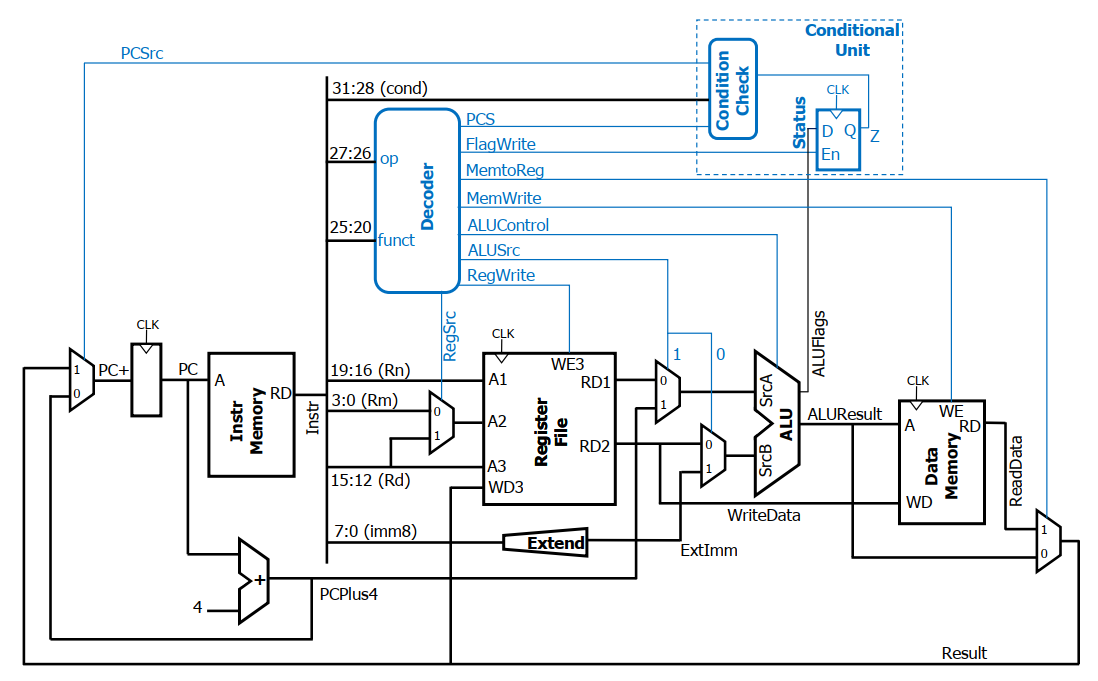 Conditional
Unit
PCSrc
Condition
Check
31:28 (cond)
CLK
Status
D
Q
Z
En
PCS
FlagWrite
27:26
op
MemtoReg
Decoder
MemWrite
25:20
funct
ALUControl
ALUSrc
RegWrite
RegSrc
ALUFlags
CLK
CLK
1
0
1
0
PC+
PC
A
RD
Instr
Memory
Instr
19:16 (Rn)
3:0 (Rm)
0
1
15:12 (Rd)
WE3
A1
RD1
A2
Register
File
RD2
A3
WD3
0
1
0
1
SrcA
ALU
SrcB
ALUResult
CLK
WE
A
RD
Data
Memory
WD
ReadData
WriteData
1
0
7:0 (imm8)
Extend
ExtImm
+
4
PCPlus4
Result